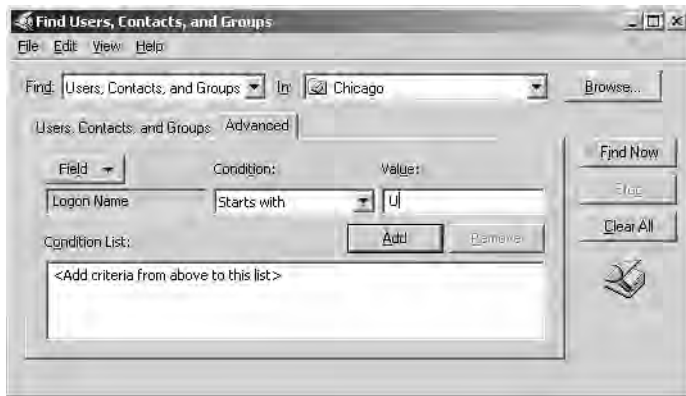 Find Users, Contacts, and Groups
File Edit View Help
Find: Users, Contacts, and Groups In: Chicago Browse...
Users, Contacts, and Groups Advanced
Find Now
Field Condition: Value:
Stop
Logon Name Starts with U
Clear All
Add Remove
Condition List:
<Add criteria from above to this list>